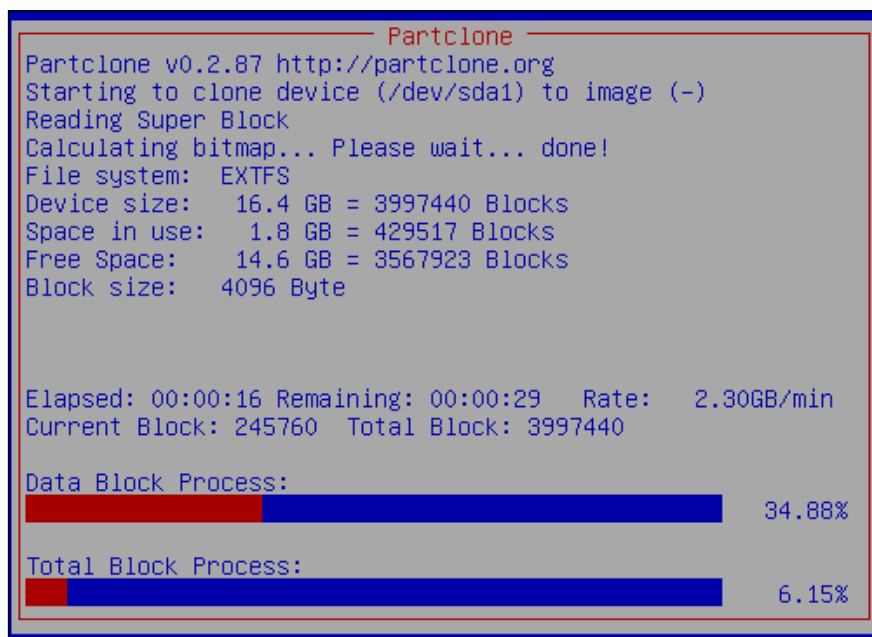 Partclone
Partclone v0.2.87 http://partclone.org
Starting to clone device (/dev/sda1) to image (-)
Reading Super Block
Calculating bitmap... Please wait... done!
File system:  EXTFS
Device size:   16.4 GB = 3997440 Blocks
Space in use:   1.8 GB = 429517 Blocks
Free Space:    14.6 GB = 3567923 Blocks
Block size:   4096 Byte
Elapsed: 00:00:16 Remaining: 00:00:29   Rate:   2.30GB/min
Current Block: 245760  Total Block: 3997440
Data Block Process:
34.88%
Total Block Process:
6.15%